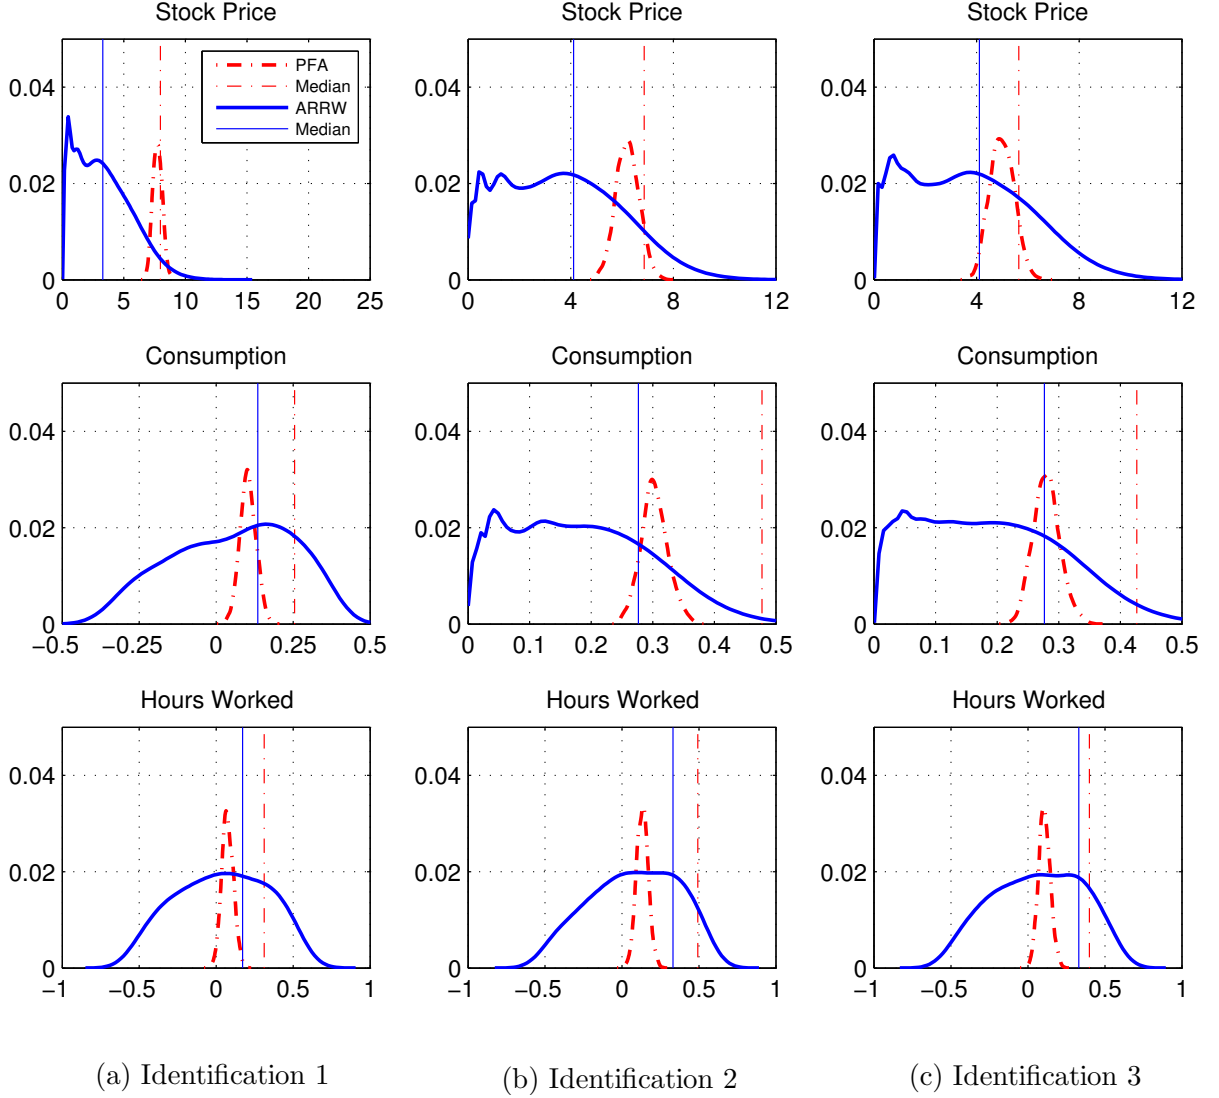 Stock Price Stock Price Stock Price
PFA
Median
ARRW
Median
0.04 0.04 0.04
0.02 0.02 0.02
0 0 0
0 5 10 15 20 25 0 4 8 12 0 4 8 12
Consumption Consumption Consumption
0.04 0.04 0.04
0.02 0.02 0.02
0 0 0
−0.5 −0.25 0 0.25 0.5 0 0.1 0.2 0.3 0.4 0.5 0 0.1 0.2 0.3 0.4 0.5
Hours Worked Hours Worked Hours Worked
0.04 0.04 0.04
0.02 0.02 0.02
0 0 0
−1 −0.5 0 0.5 1 −1 −0.5 0 0.5 1 −1 −0.5 0 0.5 1
(a) Identification 1 (b) Identification 2 (c) Identification 3